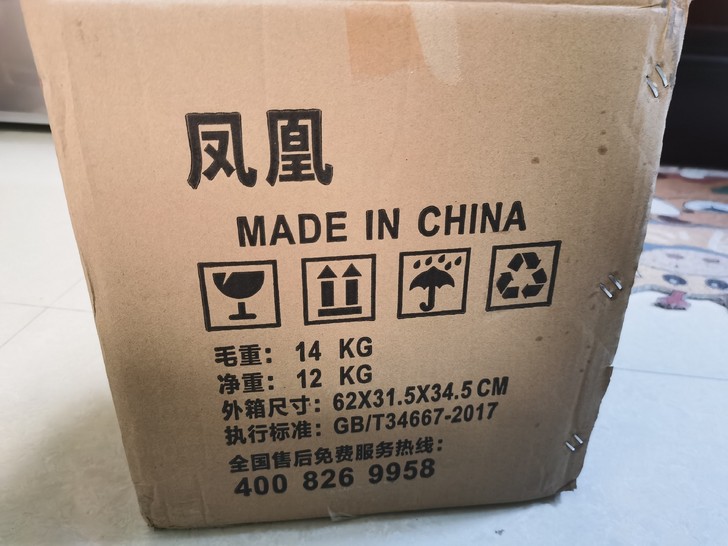 凤凰
MADE IN CHINA
毛重: 14 KG
净重: 12 KG
外箱尺寸: 62X31.5X34.5 CM
执行标准: GB/T34667-2017
全国售后免费服务热线:
400 826 9958